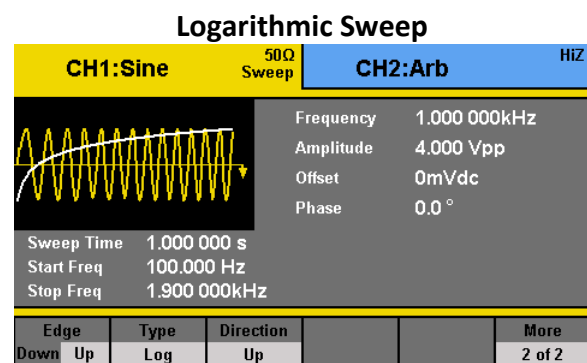 Logarithmic Sweep
CH1:Sine
50Ω
Sweep
CH2:Arb
HiZ
Frequency 1.000 000kHz
Amplitude 4.000 Vpp
Offset 0mVdc
Phase 0.0 °
Sweep Time 1.000 000 s
Start Freq 100.000 Hz
Stop Freq 1.900 000kHz
Edge Type Direction More
Down Up Log Up 2 of 2